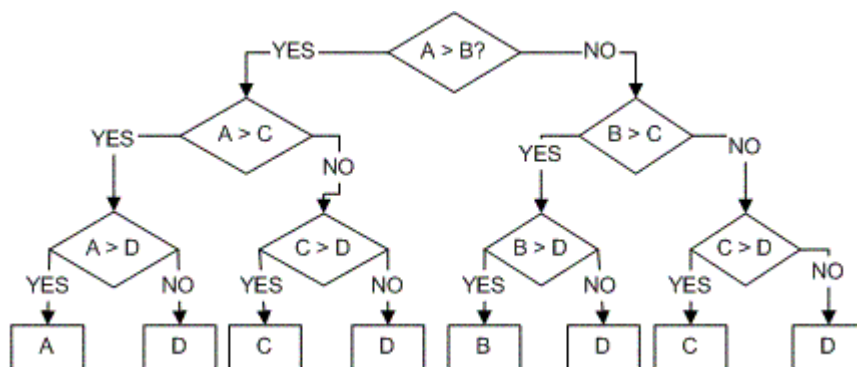 YES A > B? NO
YES A > C NO YES B > C NO
A > D C > D B > D C > D
YES NO YES NO YES NO YES NO
A D C D B D C D